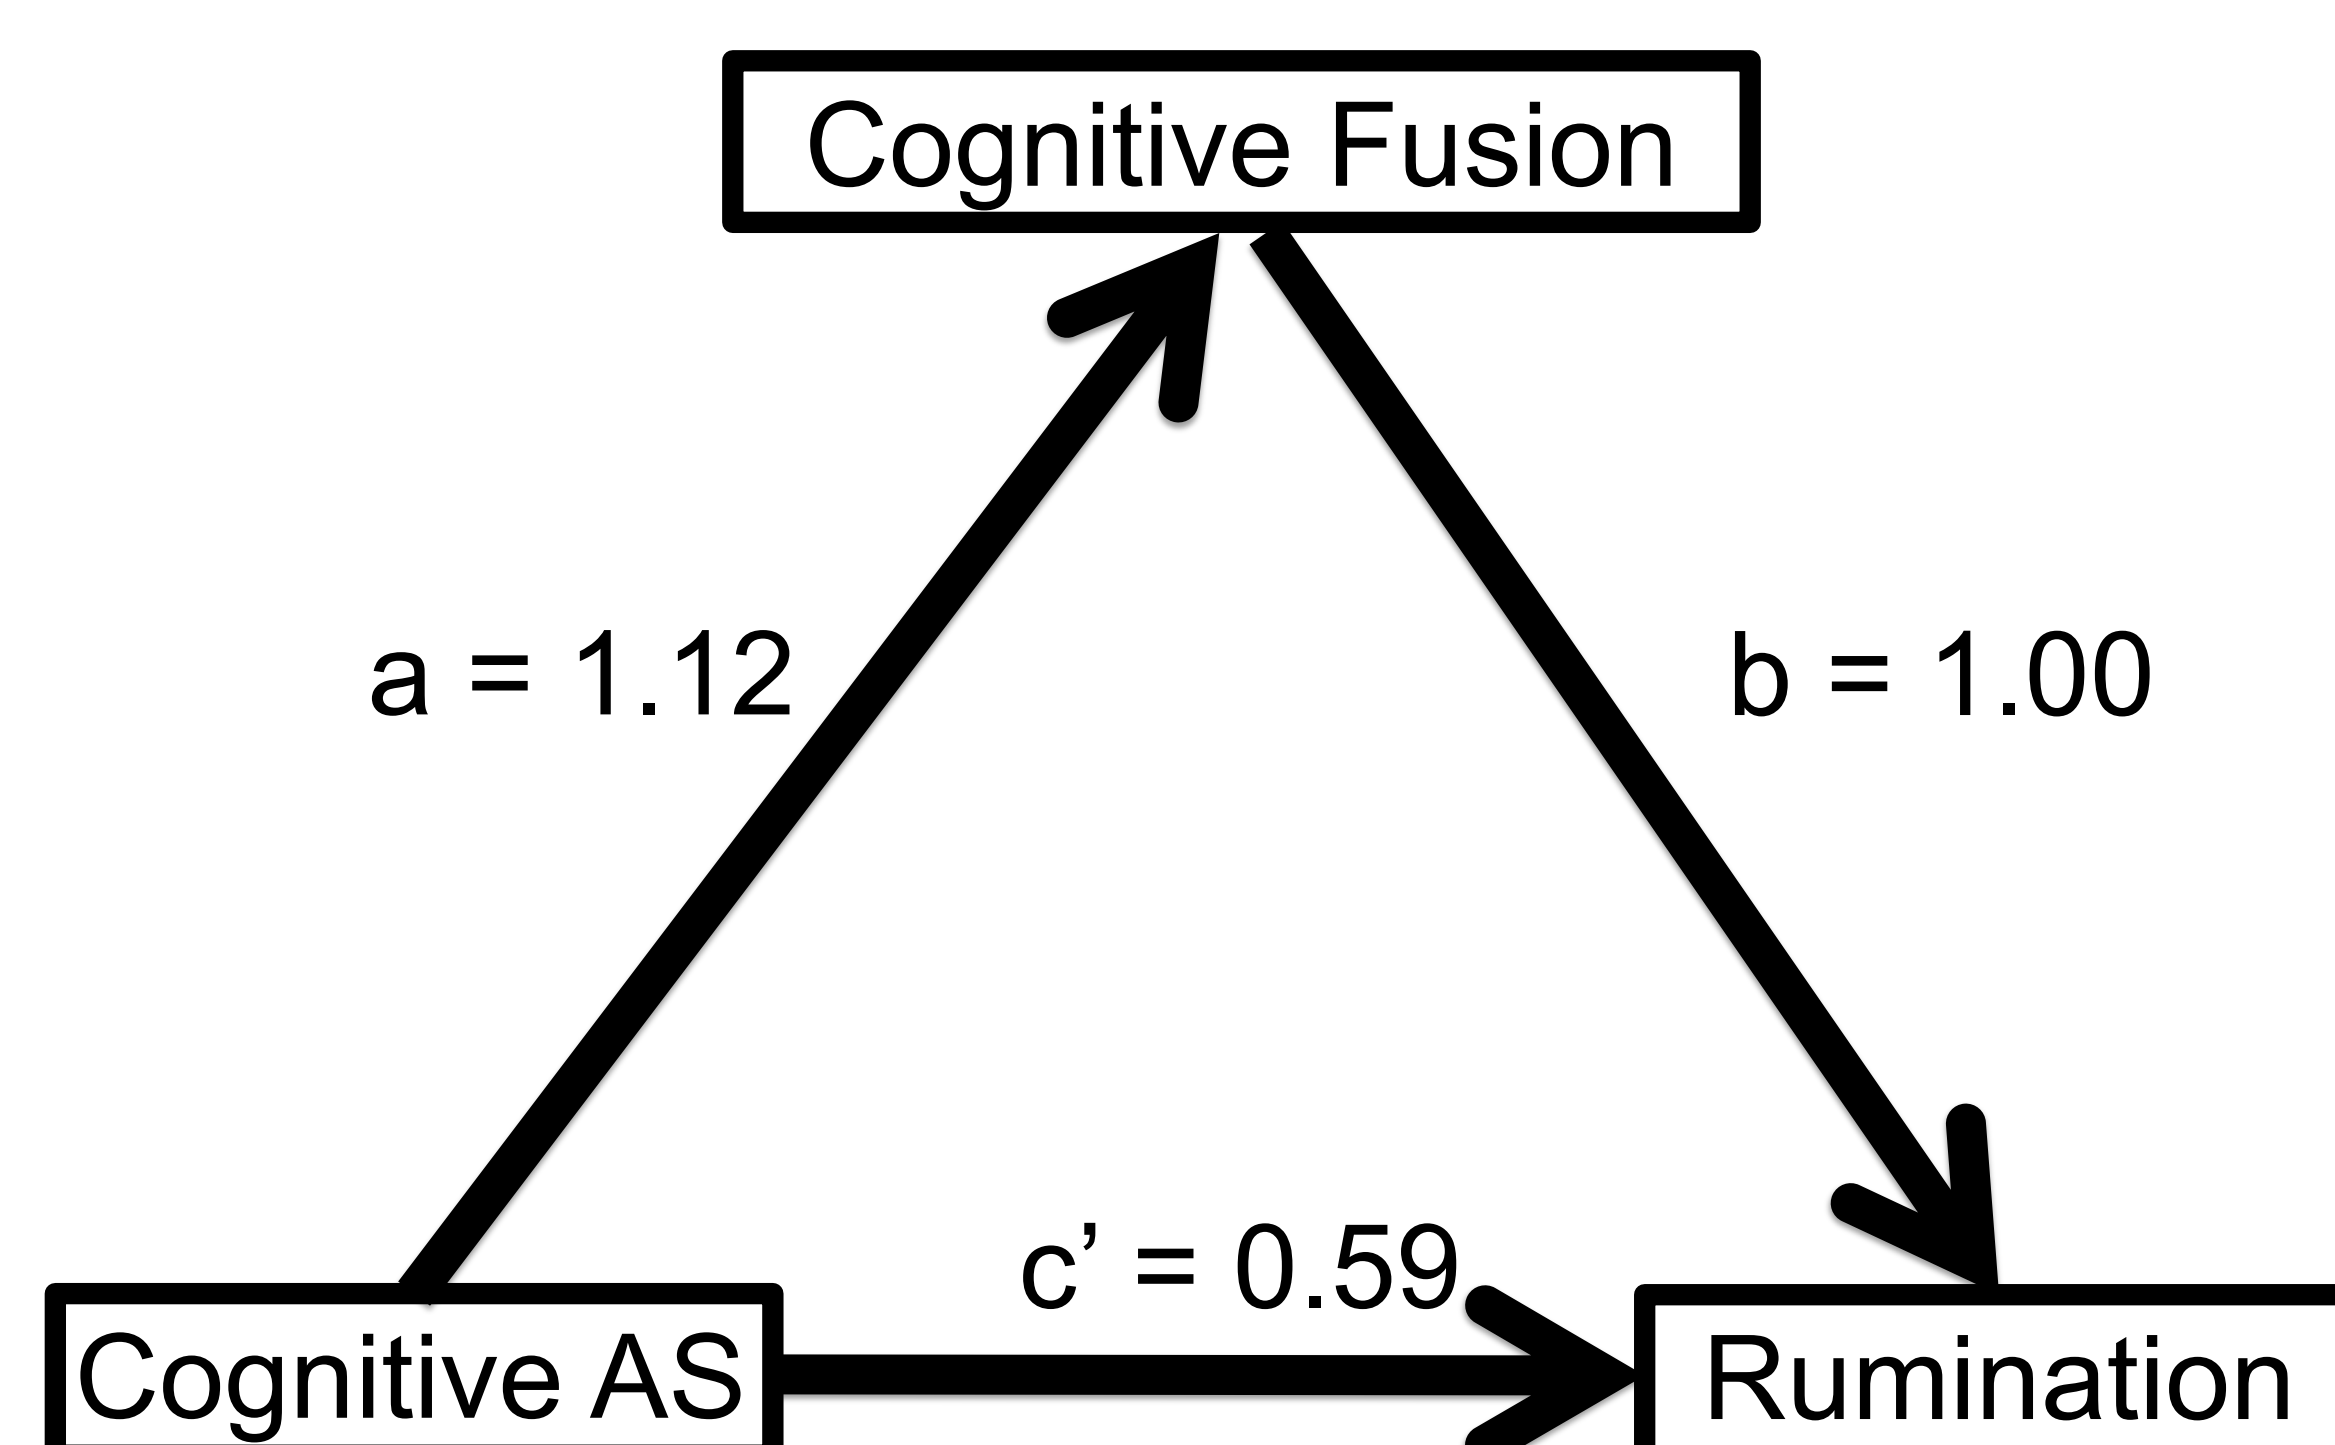 Cognitive Fusion
a = 1.12
b = 1.00
c’ = 0.59
Cognitive AS
Rumination